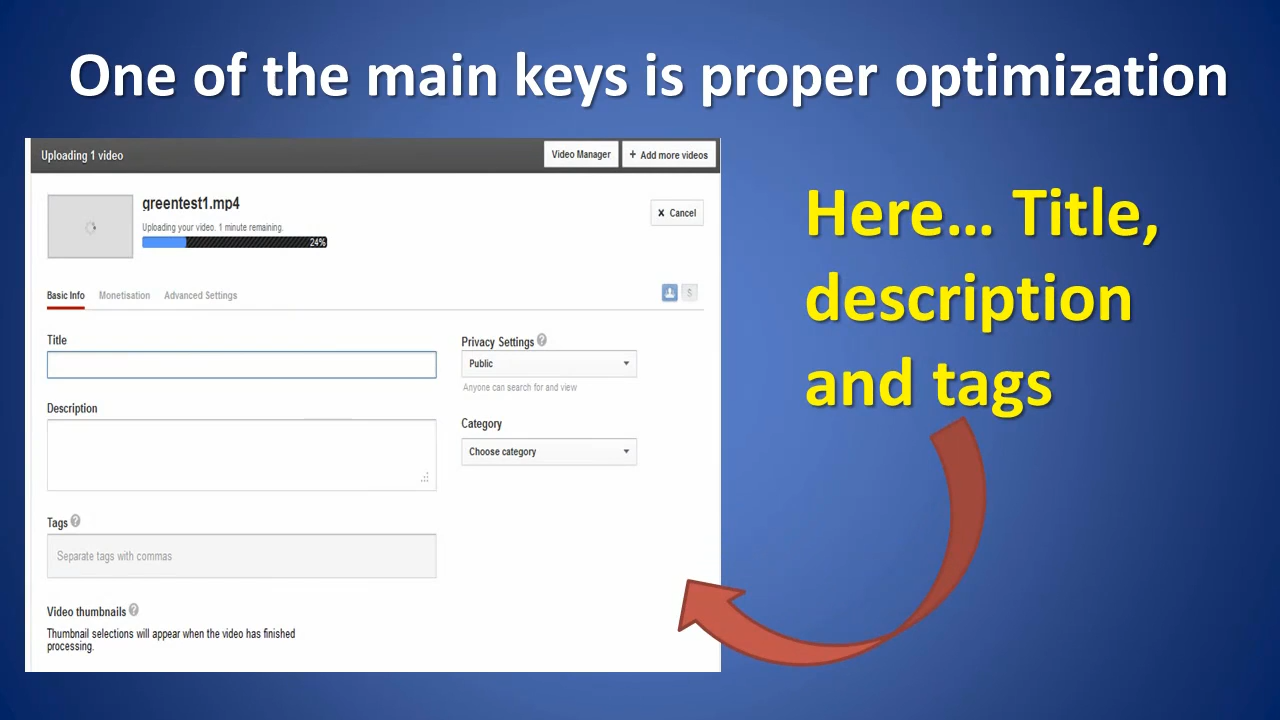 One of the main keys is proper optimization
Uploading 1 video
Video Manager
+ Add more videos
greentest1.mp4
Uploading your video. 1 minute remaining.
24%
x Cancel
Basic Info
Monetisation
Advanced Settings
$
Title
Privacy Settings ?
Public
Anyone can search for and view
Description
Category
Choose category
Tags ?
Separate tags with commas
Video thumbnails ?
Thumbnail selections will appear when the video has finished
processing.
Here... Title,
description
and tags